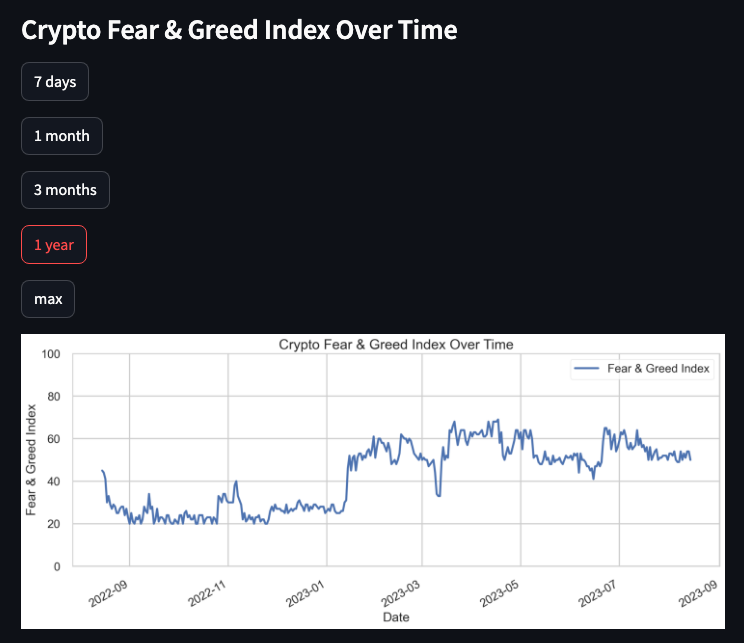 Crypto Fear & Greed Index Over Time
7 days
1 month
3 months
1 year
max
Crypto Fear & Greed Index Over Time
Fear & Greed Index
Fear & Greed Index
100
80
60
40
20
0
2022-09
2022-11
2023-01
2023-03
2023-05
2023-07
2023-09
Date